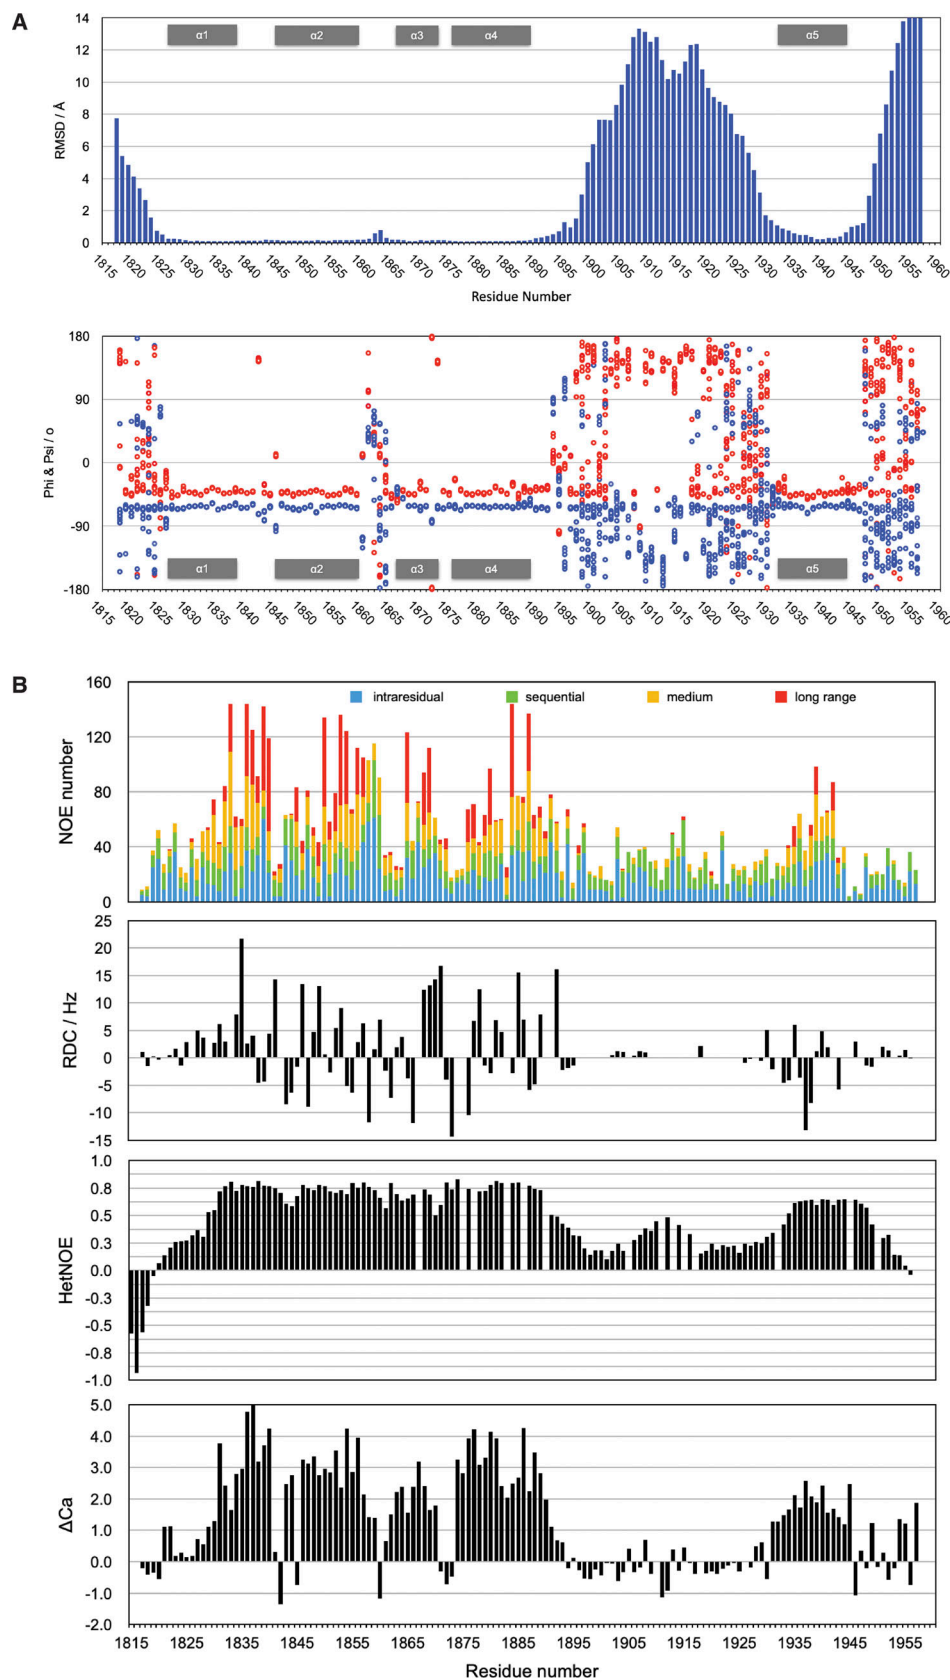 A
14
12
10
8
6
4
2
0
RMSD / Å
α1 α2 α3 α4 α5
1815 1820 1825 1830 1835 1840 1845 1850 1855 1860 1865 1870 1875 1880 1885 1890 1895 1900 1905 1910 1915 1920 1925 1930 1935 1940 1945 1950 1955 1960
Residue Number
180
90
0
-90
-180
Phi & Psi / o
α1 α2 α3 α4 α5
1815 1820 1825 1830 1835 1840 1845 1850 1855 1860 1865 1870 1875 1880 1885 1890 1895 1900 1905 1910 1915 1920 1925 1930 1935 1940 1945 1950 1955 1960
B
160
120
80
40
0
NOE number
intraresidual sequential medium long range
25
20
15
10
5
0
-5
-10
-15
RDC / Hz
1.0
0.8
0.5
0.3
0.0
-0.3
-0.5
-0.8
-1.0
HetNOE
5.0
4.0
3.0
2.0
1.0
0.0
-1.0
-2.0
ΔCa
1815 1825 1835 1845 1855 1865 1875 1885 1895 1905 1915 1925 1935 1945 1955
Residue number